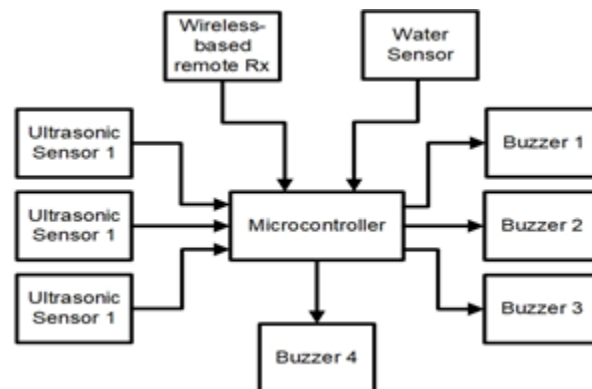 Wireless-
based
remote Rx
Water
Sensor
Ultrasonic
Sensor 1
Buzzer 1
Ultrasonic
Sensor 1
Microcontroller
Buzzer 2
Ultrasonic
Sensor 1
Buzzer 3
Buzzer 4